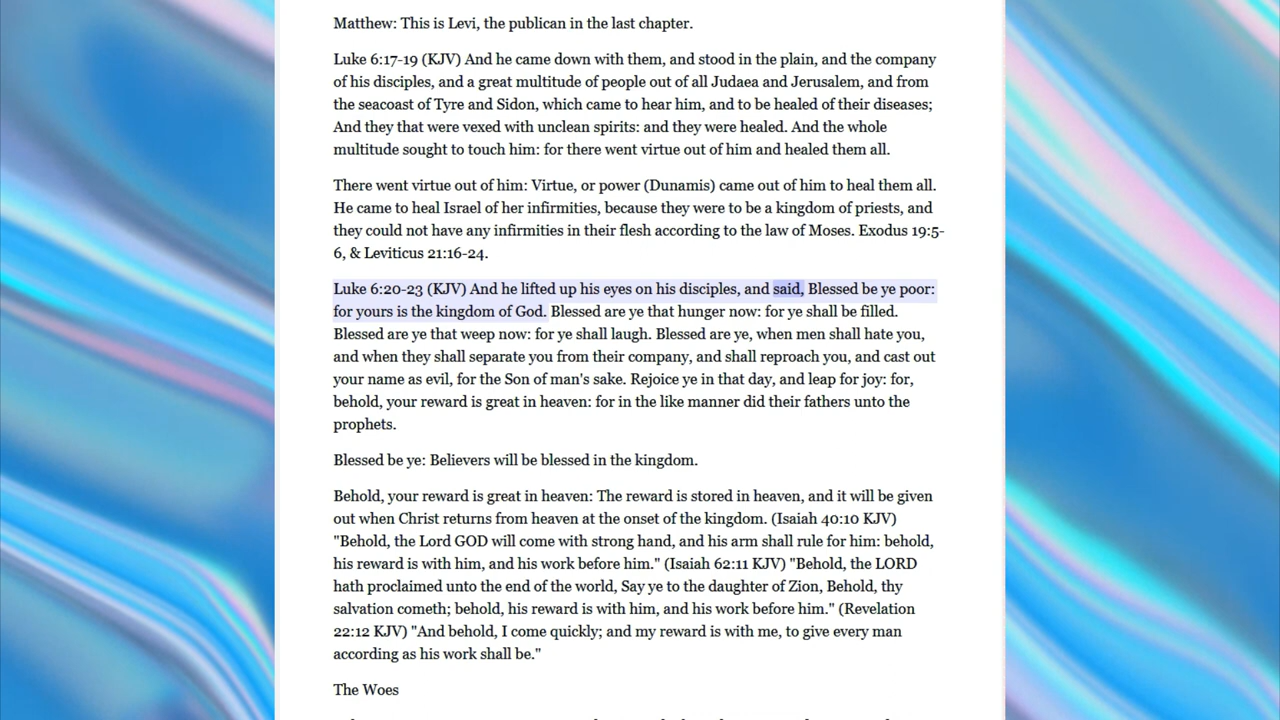 Matthew: This is Levi, the publican in the last chapter.
Luke 6:17-19 (KJV) And he came down with them, and stood in the plain, and the company
of his disciples, and a great multitude of people out of all Judaea and Jerusalem, and from
the seacoast of Tyre and Sidon, which came to hear him, and to be healed of their diseases;
And they that were vexed with unclean spirits: and they were healed. And the whole
multitude sought to touch him: for there went virtue out of him and healed them all.
There went virtue out of him: Virtue, or power (Dunamis) came out of him to heal them all.
He came to heal Israel of her infirmities, because they were to be a kingdom of priests, and
they could not have any infirmities in their flesh according to the law of Moses. Exodus 19:5-
6, & Leviticus 21:16-24.
Luke 6:20-23 (KJV) And he lifted up his eyes on his disciples, and said, Blessed be ye poor:
for yours is the kingdom of God. Blessed are ye that hunger now: for ye shall be filled.
Blessed are ye that weep now: for ye shall laugh. Blessed are ye, when men shall hate you,
and when they shall separate you from their company, and shall reproach you, and cast out
your name as evil, for the Son of man's sake. Rejoice ye in that day, and leap for joy: for,
behold, your reward is great in heaven: for in the like manner did their fathers unto the
prophets.
Blessed be ye: Believers will be blessed in the kingdom.
Behold, your reward is great in heaven: The reward is stored in heaven, and it will be given
out when Christ returns from heaven at the onset of the kingdom. (Isaiah 40:10 KJV)
"Behold, the Lord GOD will come with strong hand, and his arm shall rule for him: behold,
his reward is with him, and his work before him." (Isaiah 62:11 KJV) "Behold, the LORD
hath proclaimed unto the end of the world, Say ye to the daughter of Zion, Behold, thy
salvation cometh; behold, his reward is with him, and his work before him." (Revelation
22:12 KJV) "And behold, I come quickly; and my reward is with me, to give every man
according as his work shall be."
The Woes